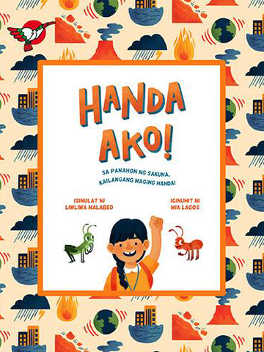 HANDA
AKO!
SA PANAHON NG SAKUNA,
KAILANGANG MAGING HANDA!
ISINULAT NI
LIWLIWA MALABED
IGINUHIT NI
MIA LAGOS